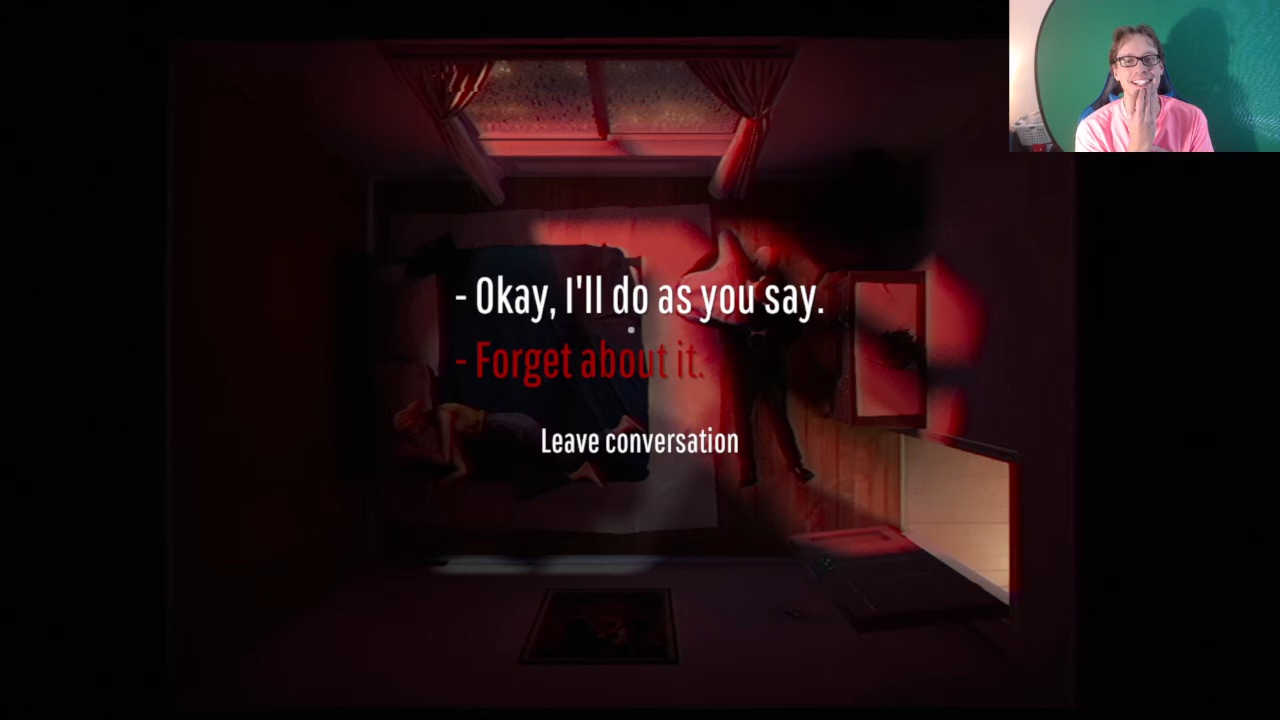 - Okay, I'll do as you say.
- Forget about it.
Leave conversation